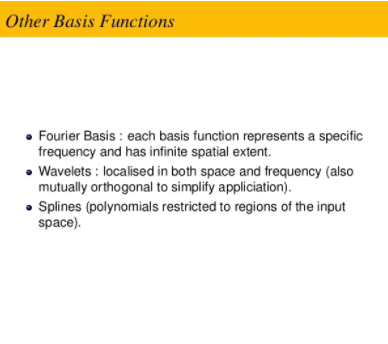 Other Basis Functions
Fourier Basis : each basis function represents a specific
frequency and has infinite spatial extent.
Wavelets : localised in both space and frequency (also
mutually orthogonal to simplify appliciation).
Splines (polynomials restricted to regions of the input
space).